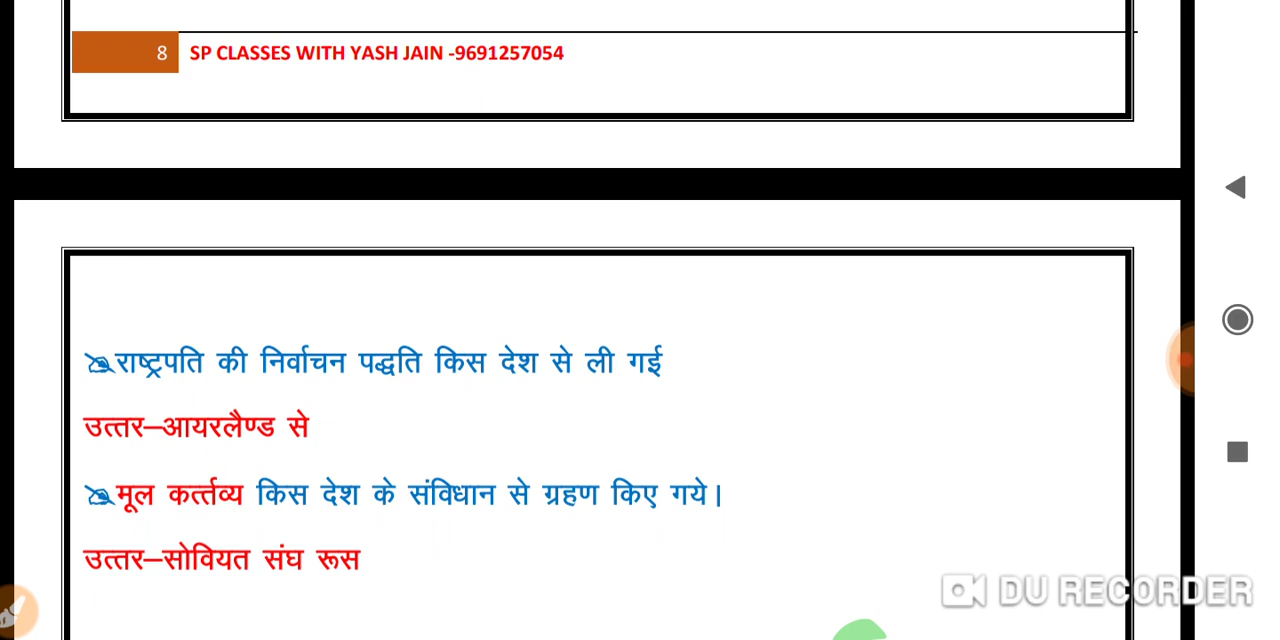 8 SP CLASSES WITH YASH JAIN -9691257054
राष्ट्रपति की निर्वाचन पद्धति किस देश से ली गई
उत्तर–आयरलैण्ड से
मूल कर्त्तव्य किस देश के संविधान से ग्रहण किए गये।
उत्तर–सोवियत संघ रूस
DU RECORDER